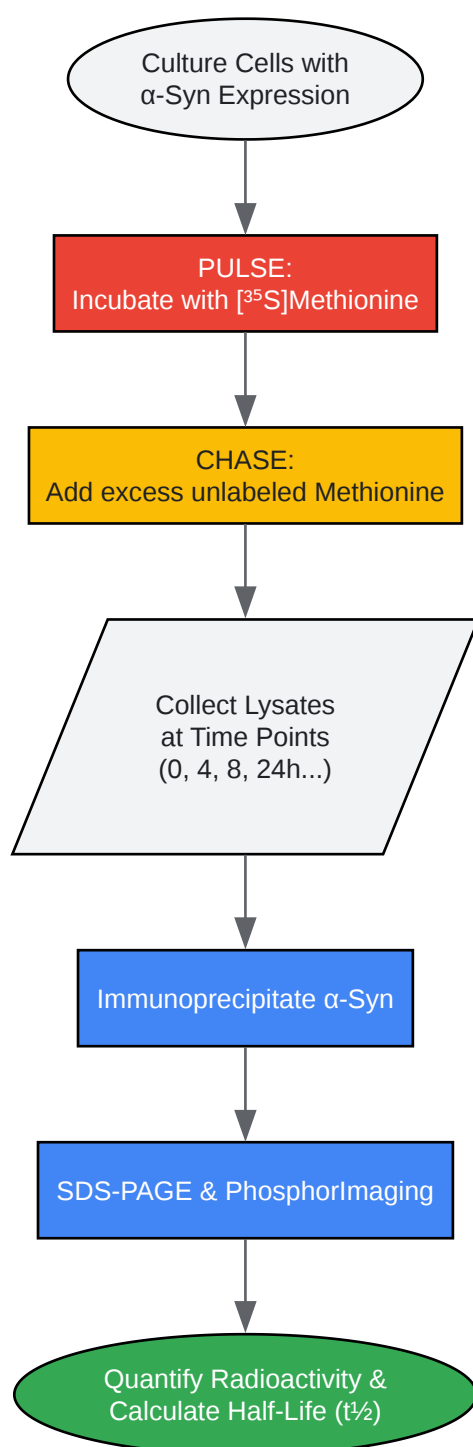 Culture Cells with
α-Syn Expression
PULSE:
Incubate with [³⁵S]Methionine
CHASE:
Add excess unlabeled Methionine
Collect Lysates
at Time Points
(0, 4, 8, 24h...)
Immunoprecipitate α-Syn
SDS-PAGE & PhosphorImaging
Quantify Radioactivity &
Calculate Half-Life (t½)